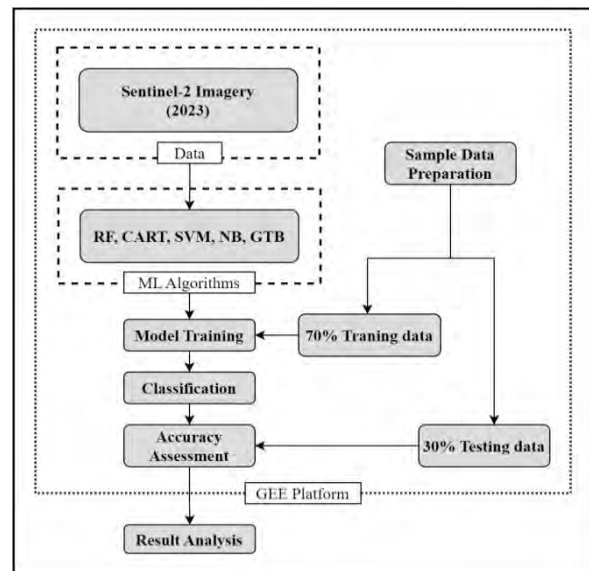 Sentinel-2 Imagery
(2023)
Data
Sample Data
Preparation
RF, CART, SVM, NB, GTB
ML Algorithms
Model Training
70% Traning data
Classification
Accuracy
Assessment
30% Testing data
GEE Platform
Result Analysis